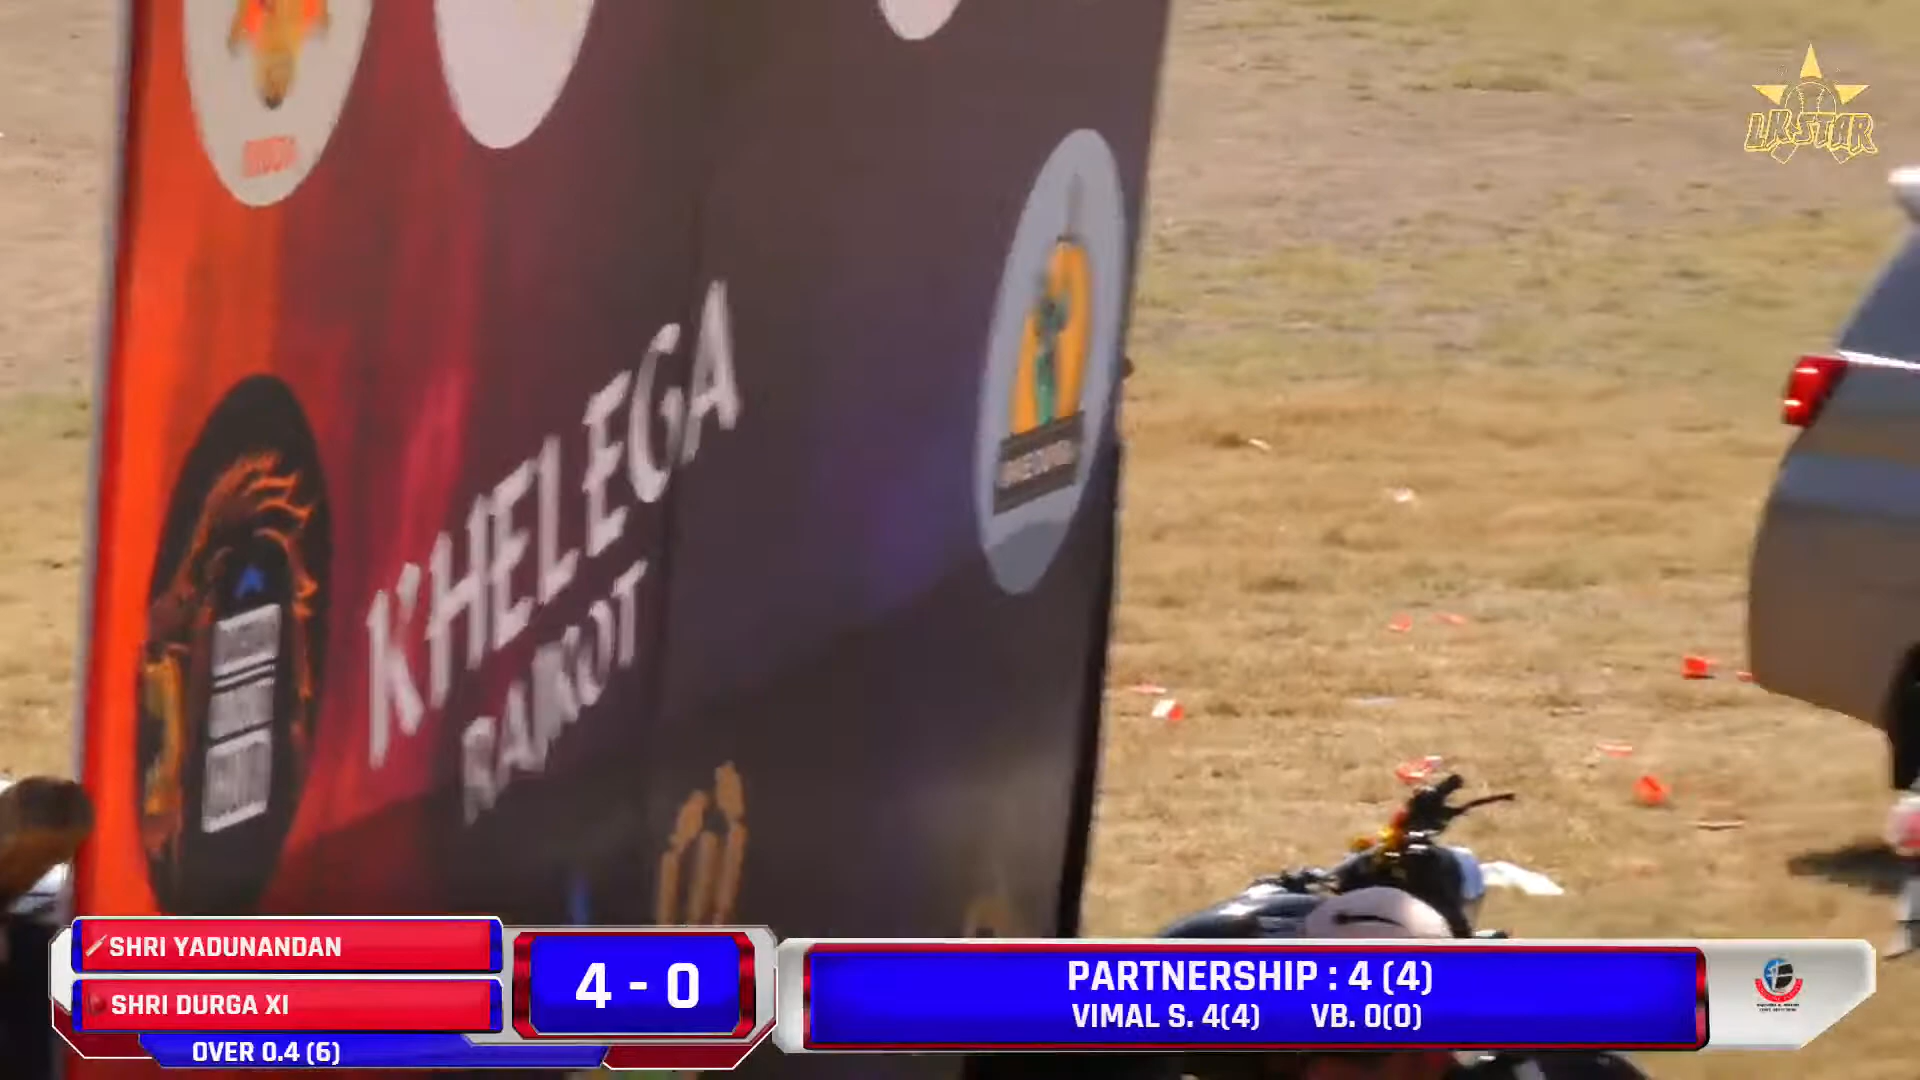 LKSTAR
KHELEGA
RAJKOT
SHRI YADUNANDAN
SHRI DURGA XI
OVER 0.4 (6)
4 - 0
PARTNERSHIP : 4 (4)
VIMAL S. 4(4) VB. 0(0)